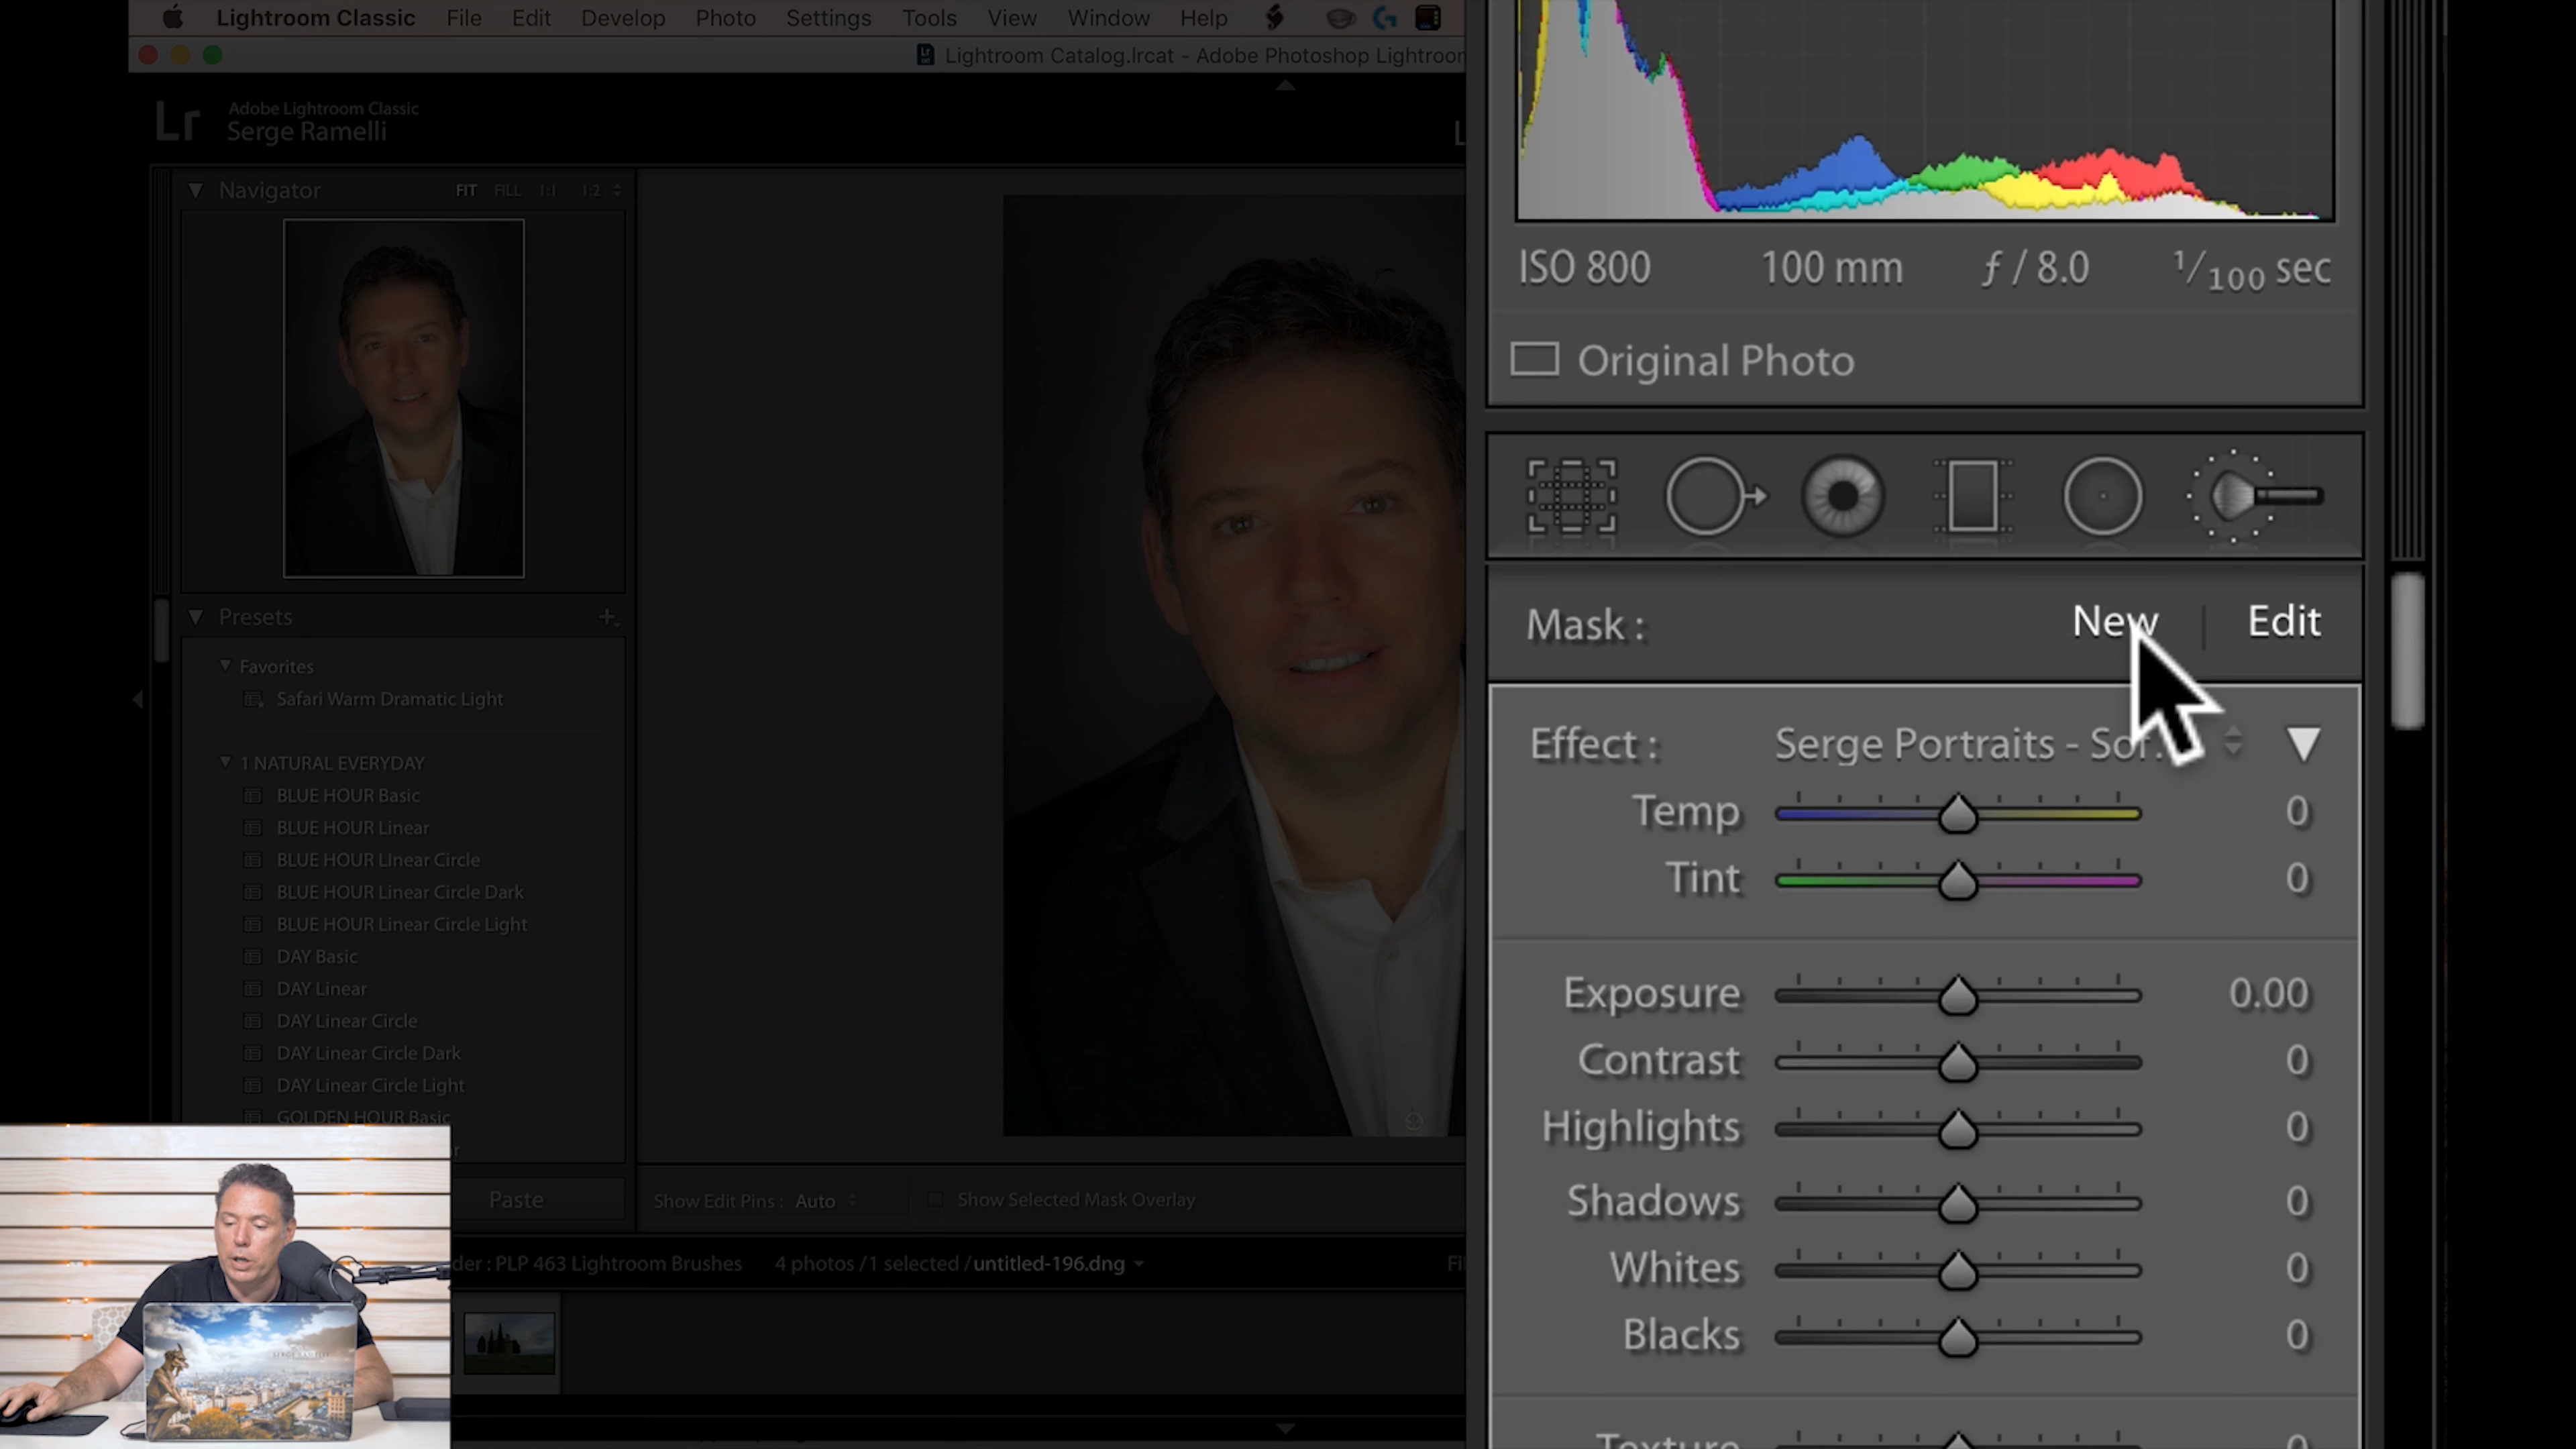 Lightroom Classic File Edit Develop Photo Settings Tools View Window Help
Lightroom Catalog.lrcat - Adobe Photoshop Lightroom
Lr
Adobe Lightroom Classic
Serge Ramelli
L
Navigator FIT FILL 1:1 1:2
Presets
Favorites
Safari Warm Dramatic Light
1 NATURAL EVERYDAY
BLUE HOUR Basic
BLUE HOUR Linear
BLUE HOUR LInear Circle
BLUE HOUR Linear Circle Dark
BLUE HOUR Linear Circle Light
DAY Basic
DAY Linear
DAY Linear Circle
DAY Linear Circle Dark
DAY Linear Circle Light
GOLDEN HOUR Basic
Paste
Show Edit Pins : Auto Show Selected Mask Overlay
der : PLP 463 Lightroom Brushes 4 photos /1 selected /untitled-196.dng
ISO 800 100 mm ƒ / 8.0 1/100 sec
Original Photo
Mask : New Edit
Effect : Serge Portraits -
Temp 0
Tint 0
Exposure 0.00
Contrast 0
Highlights 0
Shadows 0
Whites 0
Blacks 0
Texture 0